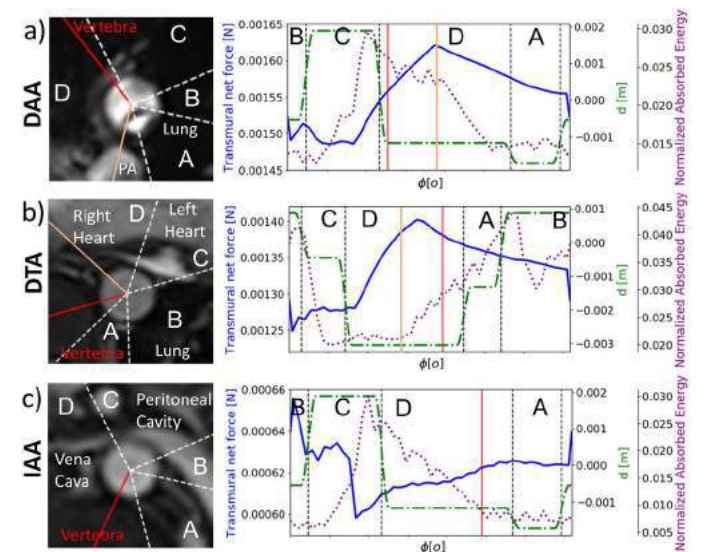 a)
DAA
Vertebra
C
D
B
Lung
A
PA
Transmural net force [N]
0.00165
0.00160
0.00155
0.00150
0.00145
B
C
D
A
ϕ[o]
0.002
0.001
0.000
−0.001
d [m]
0.030
0.025
0.020
0.015
Normalized Absorbed Energy
b)
DTA
Right
Heart
D
Left
Heart
C
A
B
Vertebra
Lung
Transmural net force [N]
0.00140
0.00135
0.00130
0.00125
C
D
A
B
ϕ[o]
0.001
0.000
−0.001
−0.002
−0.003
d [m]
0.045
0.040
0.035
0.030
0.025
0.020
Normalized Absorbed Energy
c)
IAA
D
C
Peritoneal
Cavity
Vena
Cava
B
Vertebra
A
Transmural net force [N]
0.00066
0.00064
0.00062
0.00060
B
C
D
A
ϕ[o]
0.002
0.001
0.000
−0.001
d [m]
0.030
0.025
0.020
0.015
0.010
0.005
Normalized Absorbed Energy